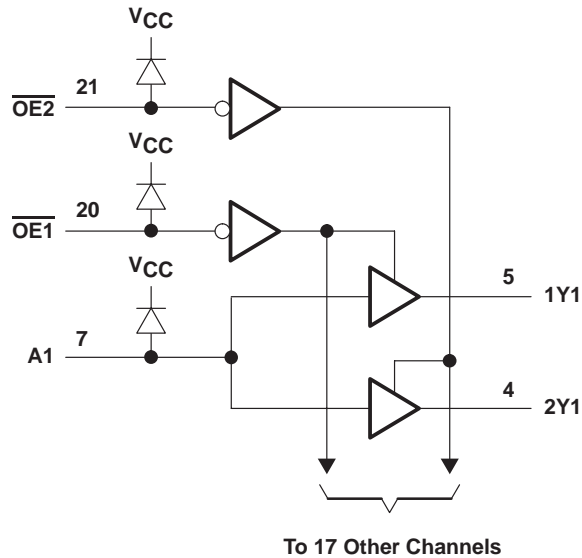 VCC
21
OE2
VCC
20
OE1
VCC
7
A1
5
1Y1
4
2Y1
To 17 Other Channels